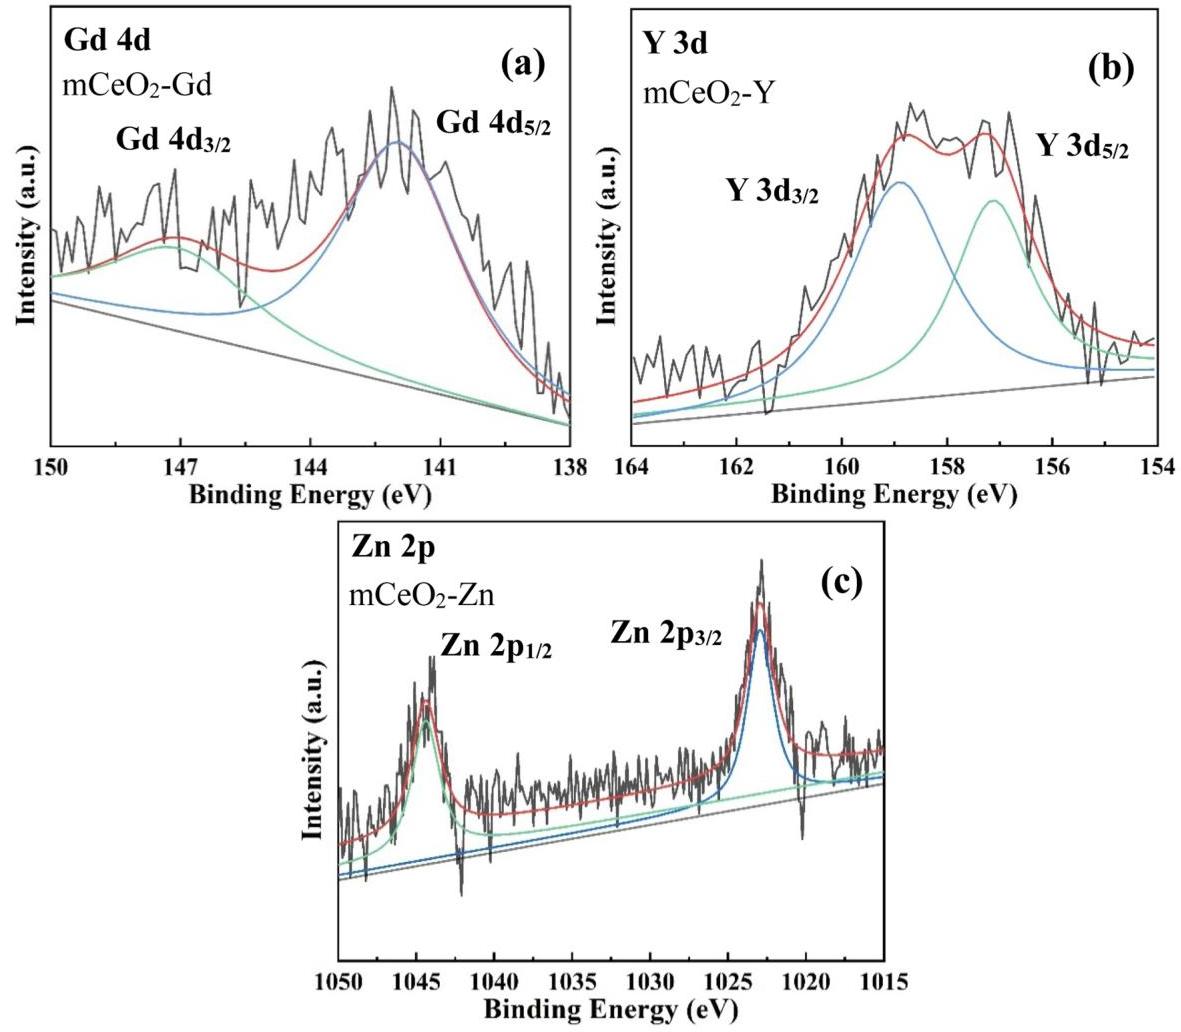 Gd 4d
(a)
mCeO₂-Gd
Gd 4d₅/₂
Gd 4d₃/₂
Intensity (a.u.)
150 147 144 141 138
Binding Energy (eV)
Y 3d
(b)
mCeO₂-Y
Y 3d₅/₂
Y 3d₃/₂
Intensity (a.u.)
164 162 160 158 156 154
Binding Energy (eV)
Zn 2p
(c)
mCeO₂-Zn
Zn 2p₁/₂
Zn 2p₃/₂
Intensity (a.u.)
1050 1045 1040 1035 1030 1025 1020 1015
Binding Energy (eV)